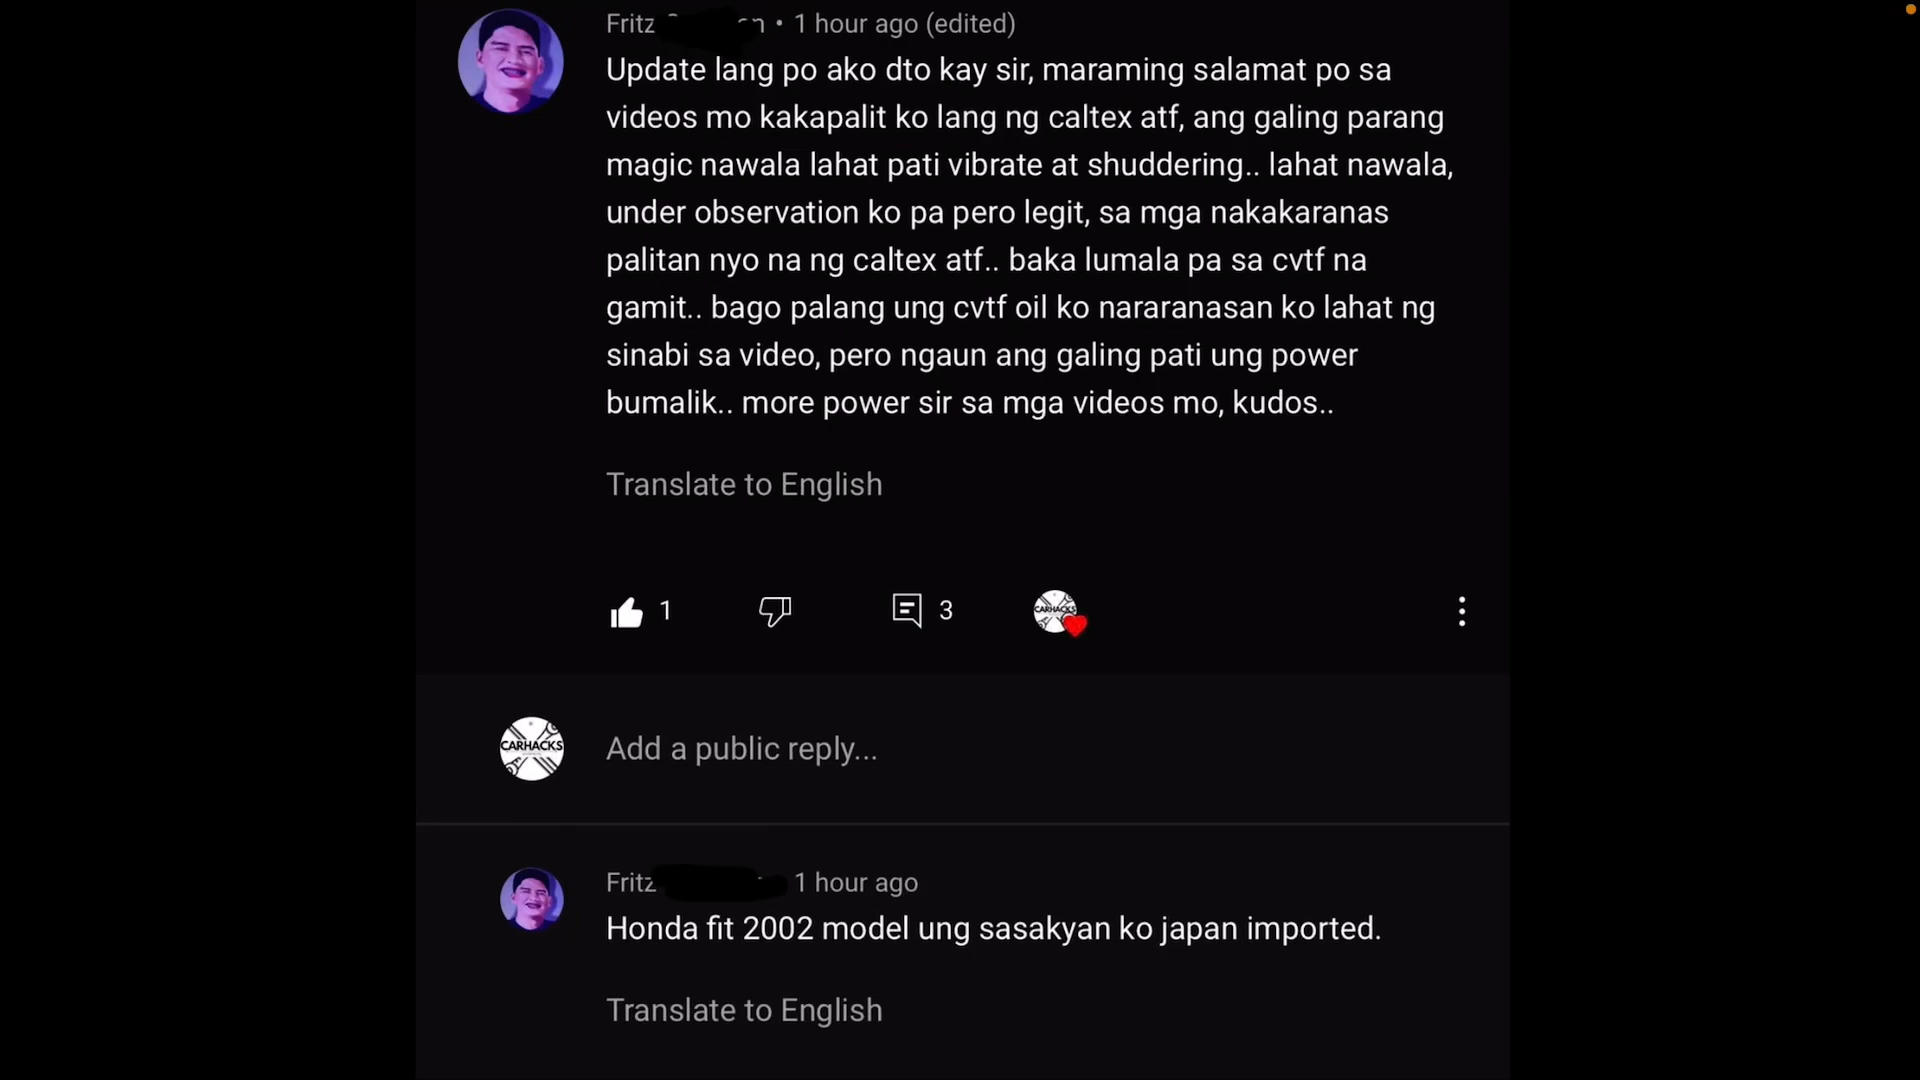 Fritz • 1 hour ago (edited)
Update lang po ako dto kay sir, maraming salamat po sa
videos mo kakapalit ko lang ng caltex atf, ang galing parang
magic nawala lahat pati vibrate at shuddering.. lahat nawala,
under observation ko pa pero legit, sa mga nakakaranas
palitan nyo na ng caltex atf.. baka lumala pa sa cvtf na
gamit.. bago palang ung cvtf oil ko nararanasan ko lahat ng
sinabi sa video, pero ngaun ang galing pati ung power
bumalik.. more power sir sa mga videos mo, kudos..
Translate to English
1 3 CARHACKS
CARHACKS Add a public reply...
Fritz 1 hour ago
Honda fit 2002 model ung sasakyan ko japan imported.
Translate to English